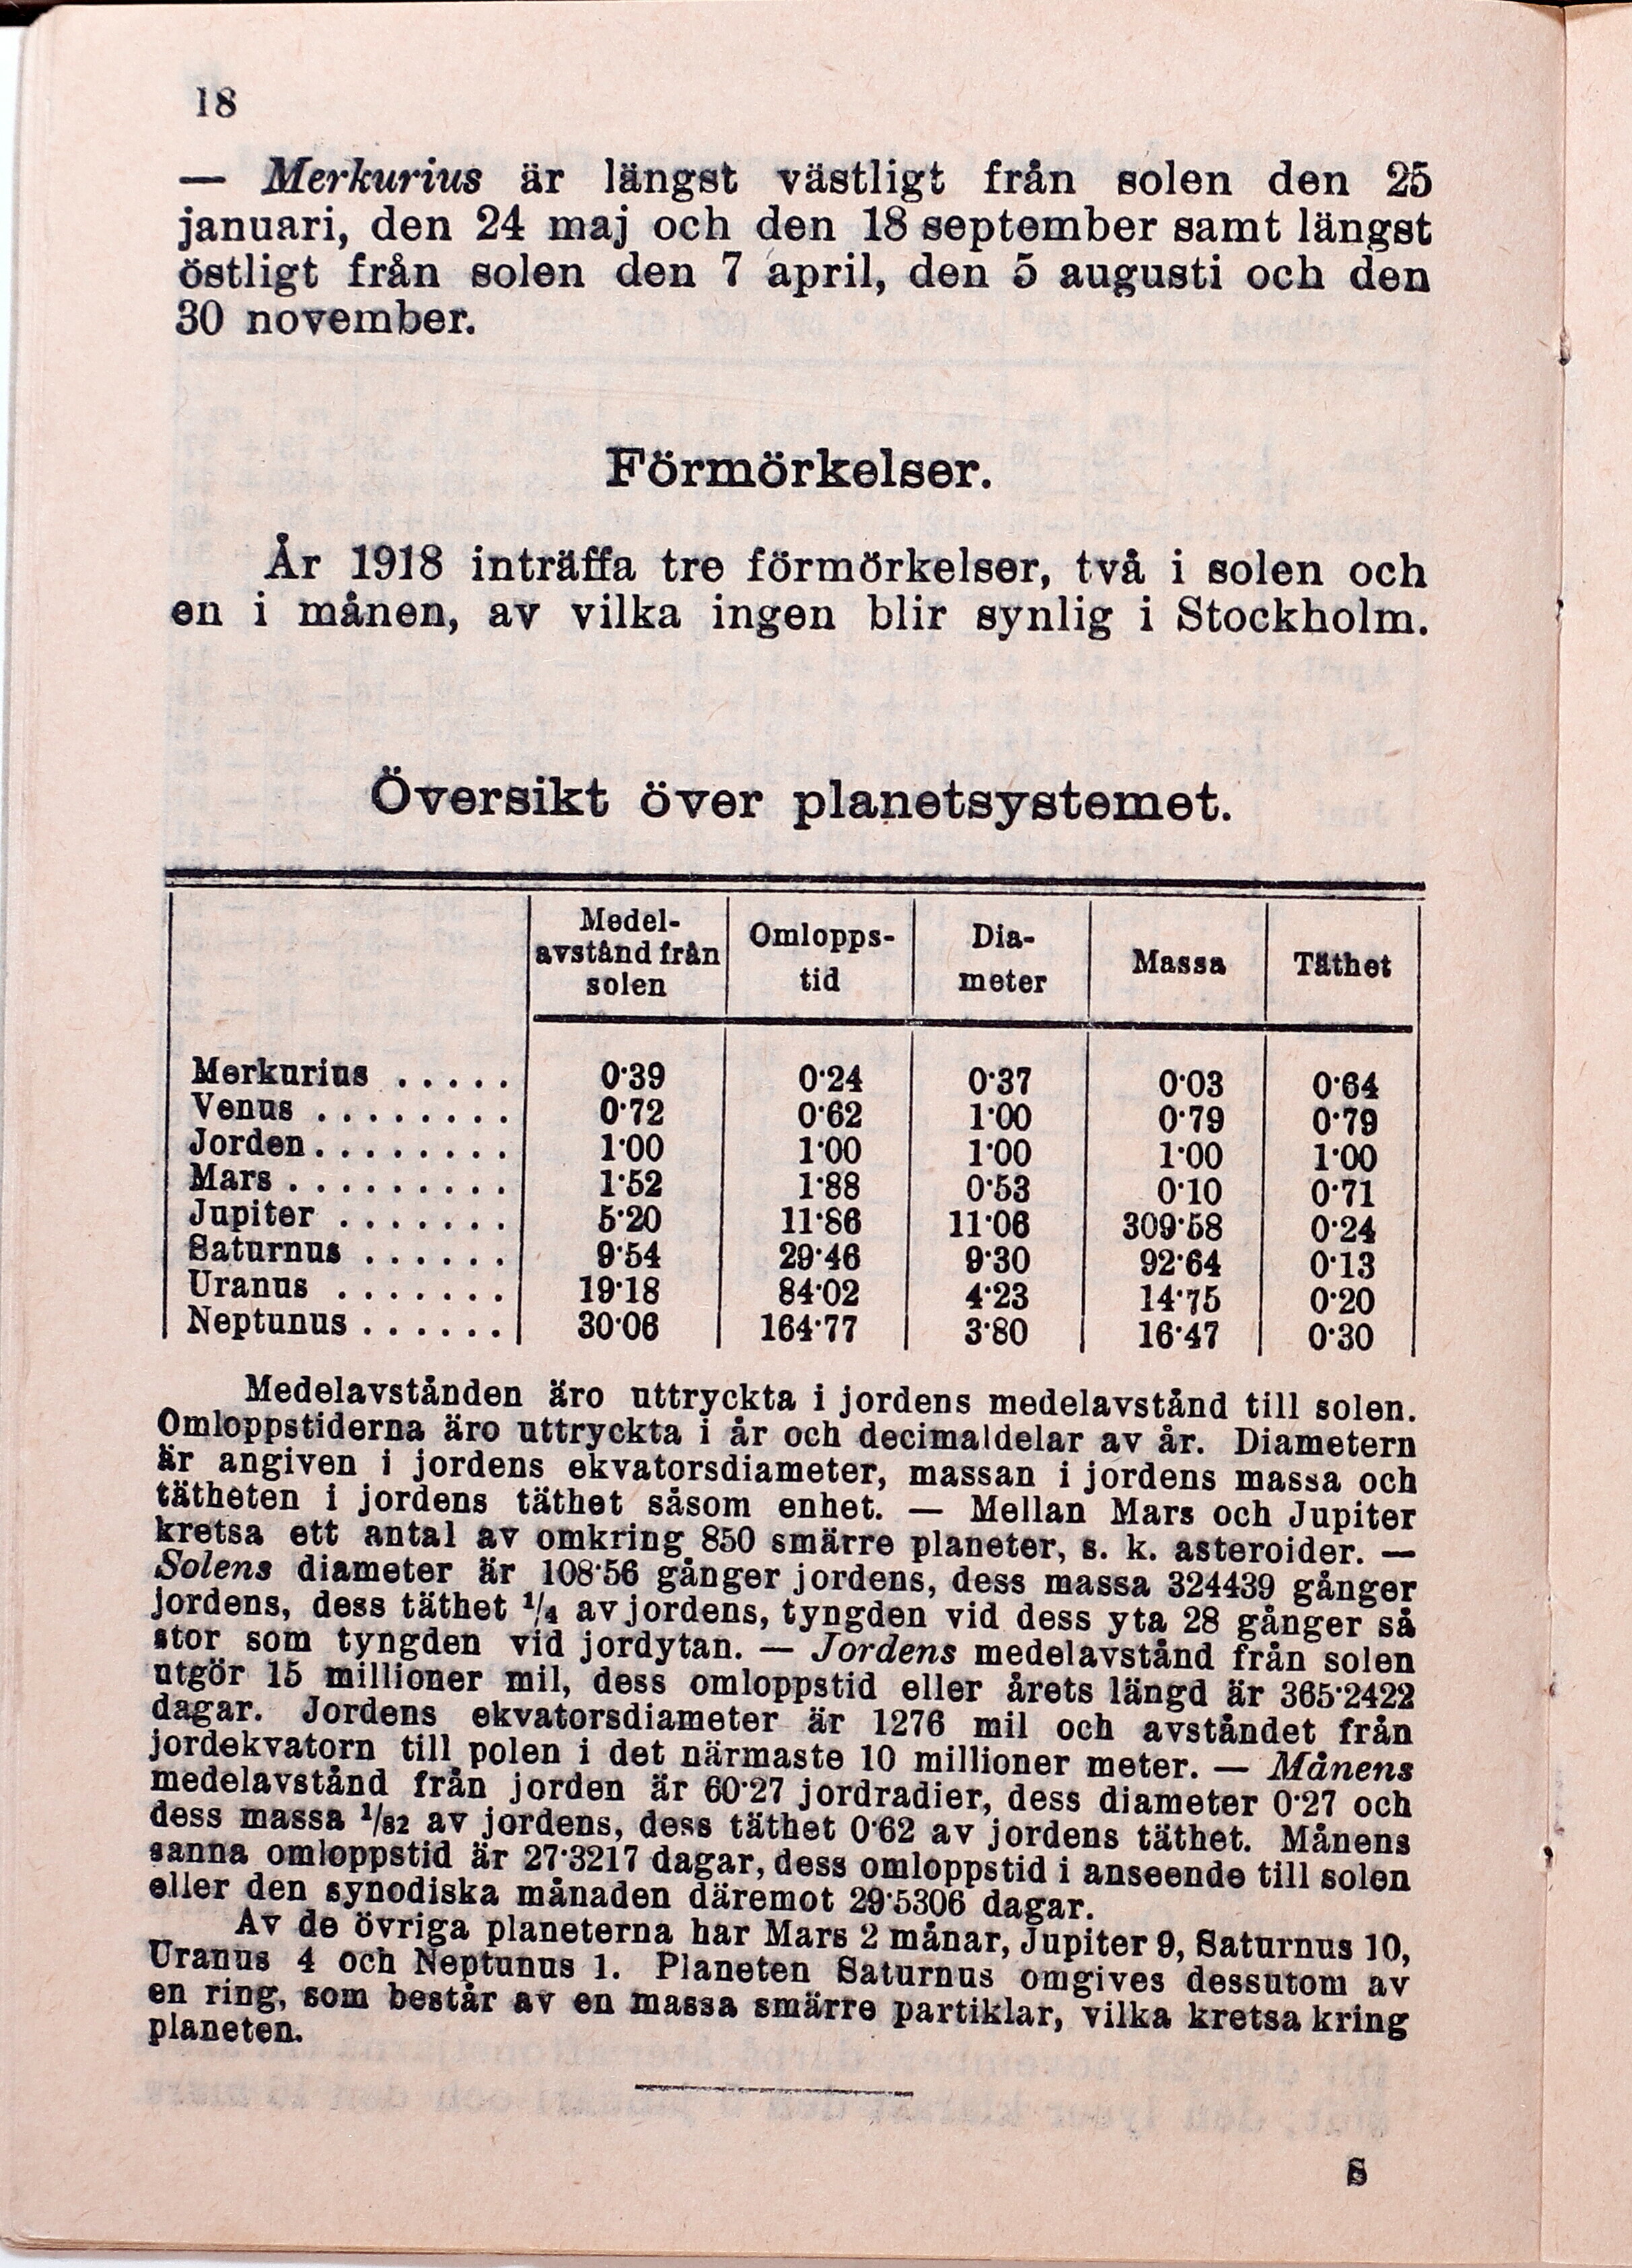 18
— Merkurius är längst västligt från solen den 25
januari, den 24 maj och den 18 september samt längst
östligt från solen den 7 april, den 5 augusti och den
30 november.
Förmörkelser.
År 1918 inträffa tre förmörkelser, två i solen och
en i månen, av vilka ingen blir synlig i Stockholm.
Översikt över planetsystemet.
Medel-
avstånd från
solen
Omlopps-
tid
Dia-
meter
Massa
Täthet
Merkurius ..... 0·39 0·24 0·37 0·03 0·64
Venus ........ 0·72 0·62 1·00 0·79 0·79
Jorden........ 1·00 1·00 1·00 1·00 1·00
Mars ......... 1·52 1·88 0·53 0·10 0·71
Jupiter ....... 5·20 11·86 11·06 309·58 0·24
Saturnus ...... 9·54 29·46 9·30 92·64 0·13
Uranus ....... 19·18 84·02 4·23 14·75 0·20
Neptunus ...... 30·06 164·77 3·80 16·47 0·30
Medelavstånden äro uttryckta i jordens medelavstånd till solen.
Omloppstiderna äro uttryckta i år och decimaldelar av år. Diametern
är angiven i jordens ekvatorsdiameter, massan i jordens massa och
tätheten i jordens täthet såsom enhet. — Mellan Mars och Jupiter
kretsa ett antal av omkring 850 smärre planeter, s. k. asteroider. —
Solens diameter är 108·56 gånger jordens, dess massa 324439 gånger
jordens, dess täthet 1/4 av jordens, tyngden vid dess yta 28 gånger så
stor som tyngden vid jordytan. — Jordens medelavstånd från solen
utgör 15 millioner mil, dess omloppstid eller årets längd är 365·2422
dagar. Jordens ekvatorsdiameter är 1276 mil och avståndet från
jordekvatorn till polen i det närmaste 10 millioner meter. — Månens
medelavstånd från jorden är 60·27 jordradier, dess diameter 0·27 och
dess massa 1/82 av jordens, dess täthet 0·62 av jordens täthet. Månens
sanna omloppstid är 27·3217 dagar, dess omloppstid i anseende till solen
eller den synodiska månaden däremot 29·5306 dagar.
Av de övriga planeterna har Mars 2 månar, Jupiter 9, Saturnus 10,
Uranus 4 och Neptunus 1. Planeten Saturnus omgives dessutom av
en ring, som består av en massa smärre partiklar, vilka kretsa kring
planeten.
S